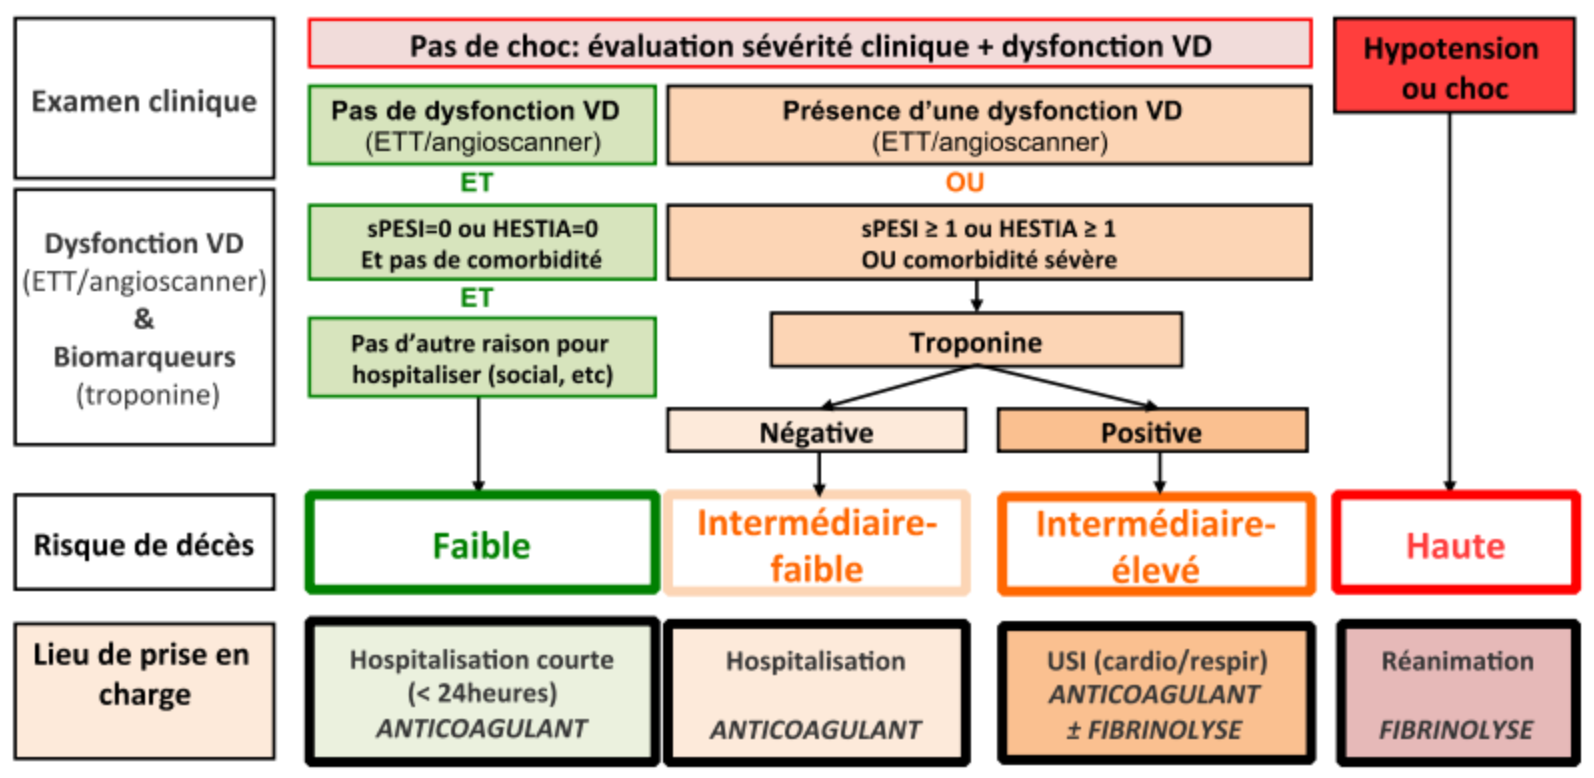 Examen clinique
Pas de choc: évaluation sévérité clinique + dysfonction VD
Hypotension
ou choc
Pas de dysfonction VD
(ETT/angioscanner)
Présence d'une dysfonction VD
(ETT/angioscanner)
ET
OU
Dysfonction VD
(ETT/angioscanner)
&
Biomarqueurs
(troponine)
sPESI=0 ou HESTIA=0
Et pas de comorbidité
sPESI ≥ 1 ou HESTIA ≥ 1
OU comorbidité sévère
ET
Pas d'autre raison pour
hospitaliser (social, etc)
Troponine
Négative
Positive
Risque de décès
Faible
Intermédiaire-
faible
Intermédiaire-
élevé
Haute
Lieu de prise en
charge
Hospitalisation courte
(< 24heures)
ANTICOAGULANT
Hospitalisation
ANTICOAGULANT
USI (cardio/respir)
ANTICOAGULANT
± FIBRINOLYSE
Réanimation
FIBRINOLYSE